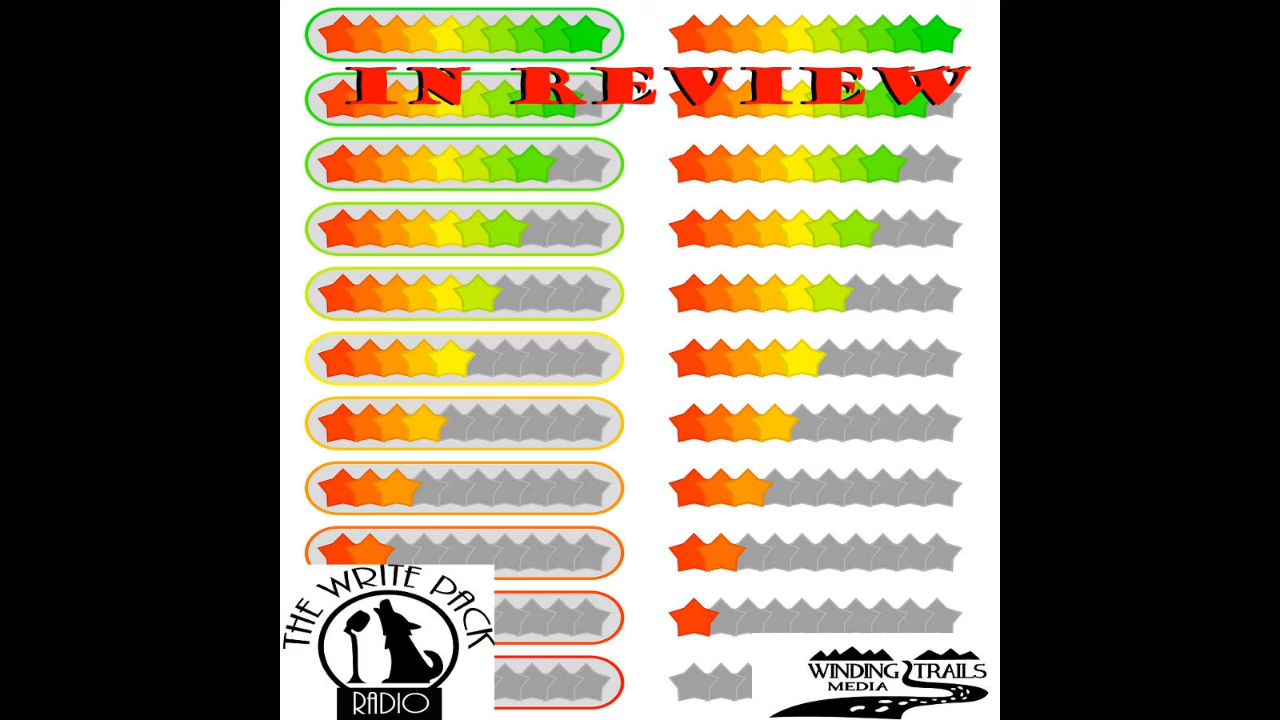 IN REVIEW
THE WRITE PACK
RADIO
WINDING TRAILS
MEDIA